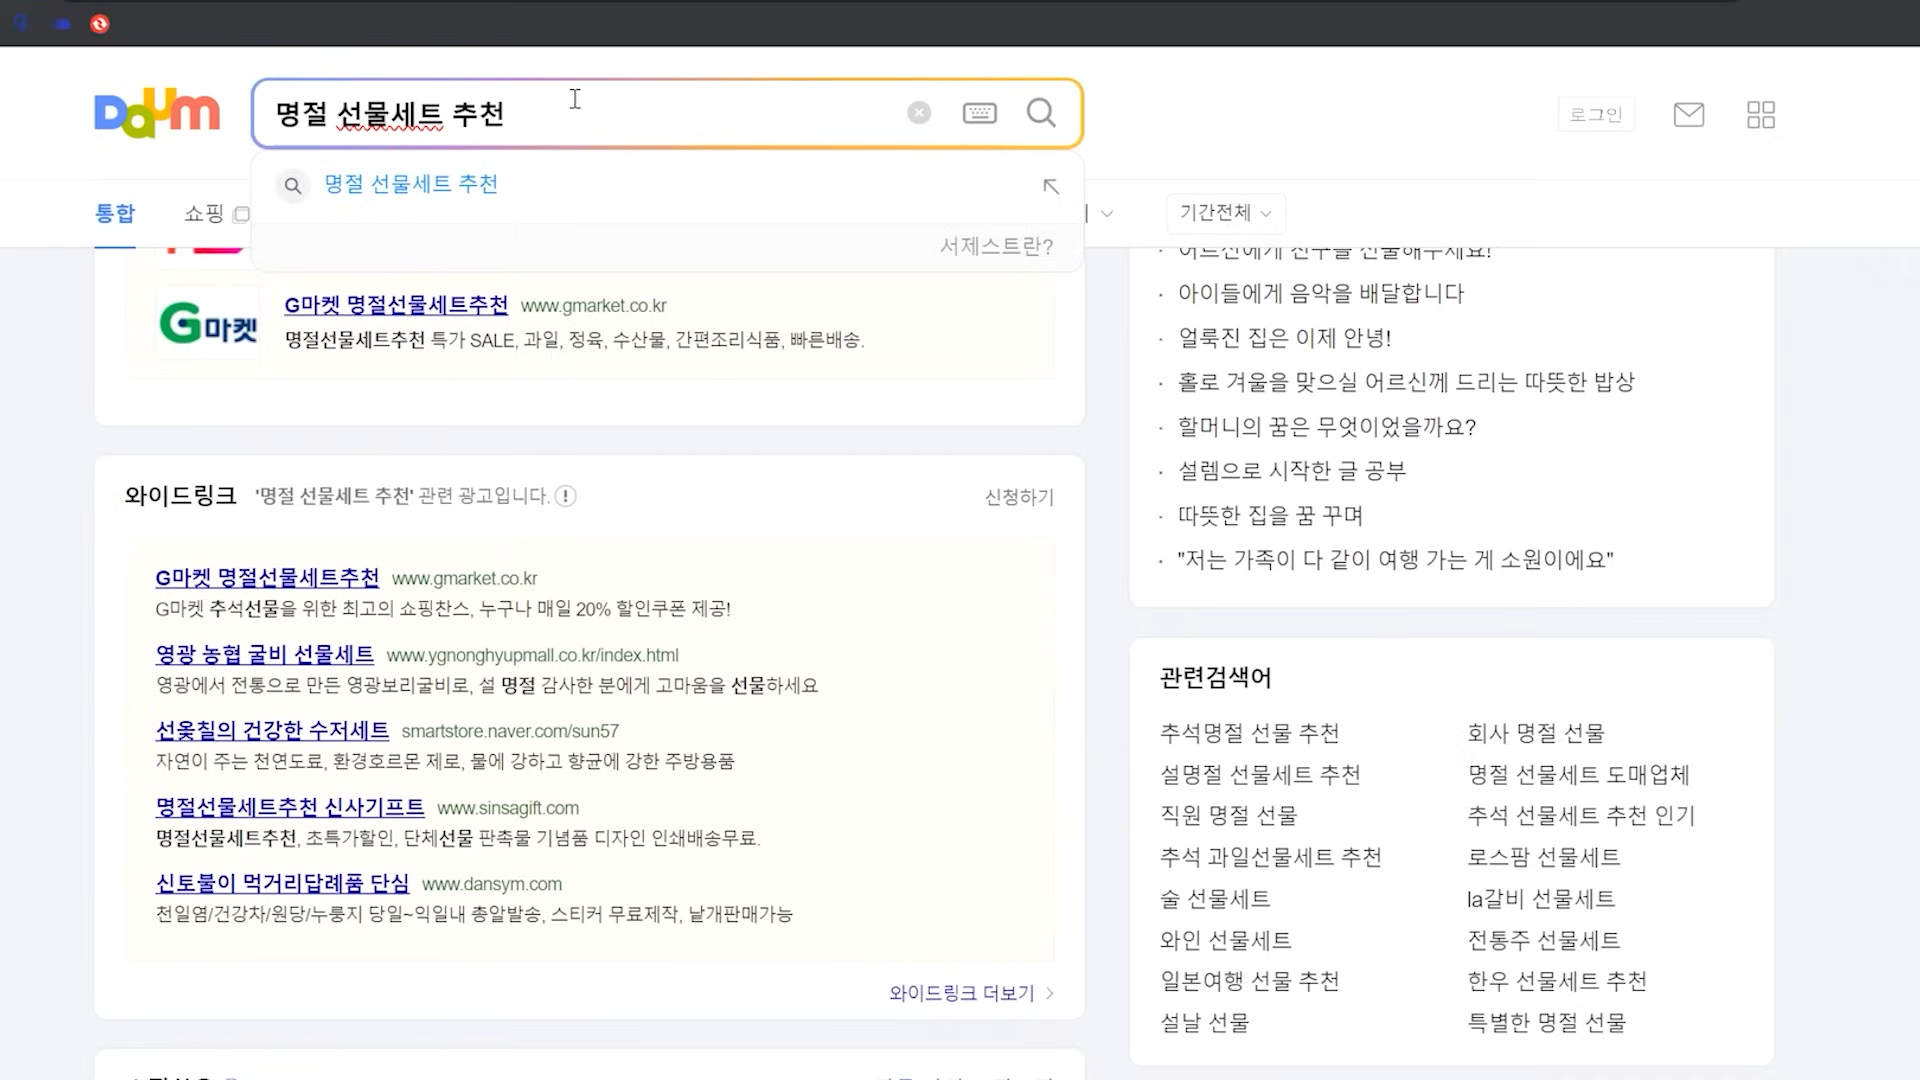 Daum
명절 선물세트 추천
로그인
명절 선물세트 추천
서제스트란?
통합
쇼핑
기간전체
G마켓
G마켓 명절선물세트추천 www.gmarket.co.kr
명절선물세트추천 특가 SALE, 과일, 정육, 수산물, 간편조리식품, 빠른배송.
와이드링크 '명절 선물세트 추천' 관련 광고입니다.
신청하기
G마켓 명절선물세트추천 www.gmarket.co.kr
G마켓 추석선물을 위한 최고의 쇼핑찬스, 누구나 매일 20% 할인쿠폰 제공!
영광 농협 굴비 선물세트 www.ygnonghyupmall.co.kr/index.html
영광에서 전통으로 만든 영광보리굴비로, 설 명절 감사한 분에게 고마움을 선물하세요
선옻칠의 건강한 수저세트 smartstore.naver.com/sun57
자연이 주는 천연도료, 환경호르몬 제로, 물에 강하고 향균에 강한 주방용품
명절선물세트추천 신사기프트 www.sinsagift.com
명절선물세트추천, 초특가할인, 단체선물 판촉물 기념품 디자인 인쇄배송무료.
신토불이 먹거리답례품 단심 www.dansym.com
천일염/건강차/원당/누룽지 당일~익일내 총알발송, 스티커 무료제작, 낱개판매가능
와이드링크 더보기
· 어르신에게 친구를 선물해주세요!
· 아이들에게 음악을 배달합니다
· 얼룩진 집은 이제 안녕!
· 홀로 겨울을 맞으실 어르신께 드리는 따뜻한 밥상
· 할머니의 꿈은 무엇이었을까요?
· 설렘으로 시작한 글 공부
· 따뜻한 집을 꿈 꾸며
· "저는 가족이 다 같이 여행 가는 게 소원이에요"
관련검색어
추석명절 선물 추천 회사 명절 선물
설명절 선물세트 추천 명절 선물세트 도매업체
직원 명절 선물 추석 선물세트 추천 인기
추석 과일선물세트 추천 로스팜 선물세트
술 선물세트 la갈비 선물세트
와인 선물세트 전통주 선물세트
일본여행 선물 추천 한우 선물세트 추천
설날 선물 특별한 명절 선물